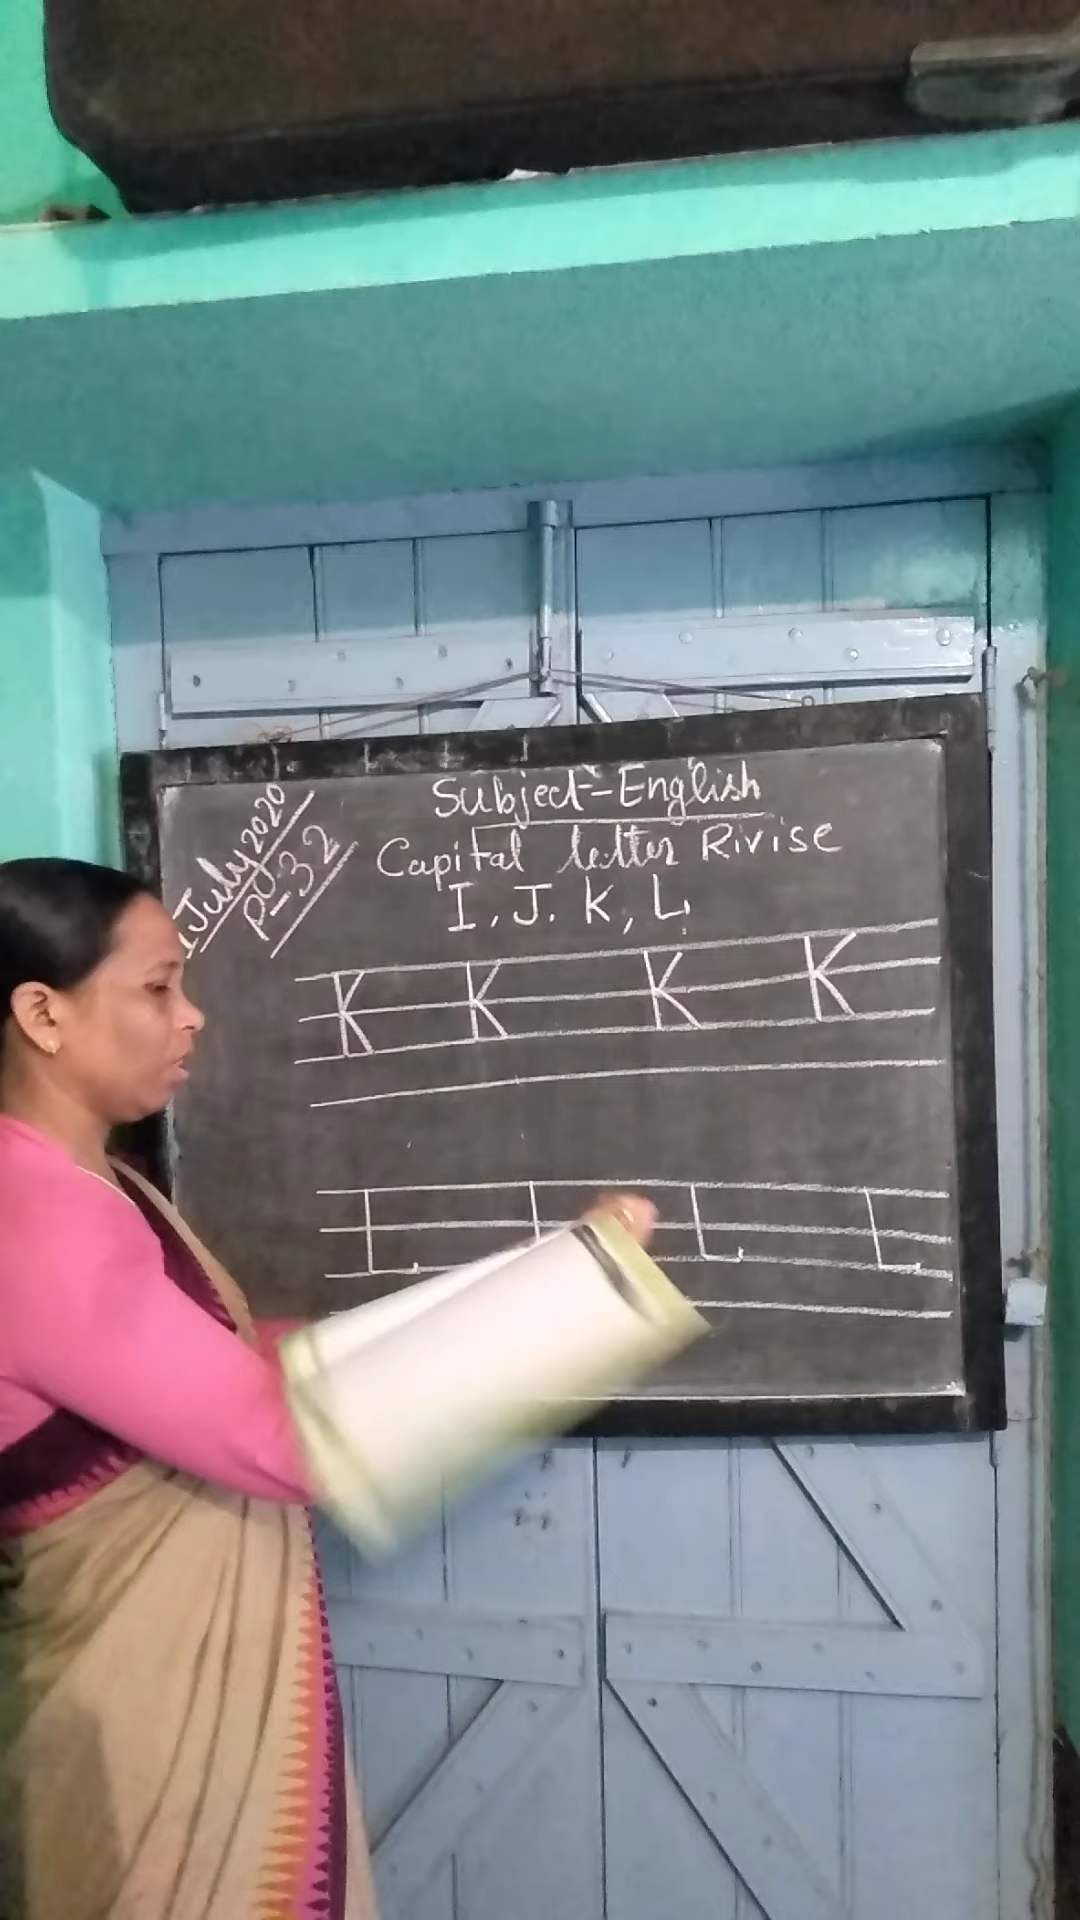 July 2020
P-32
Subject-English
Capital letter Rivise
I, J. K, L
K K K K
L L L